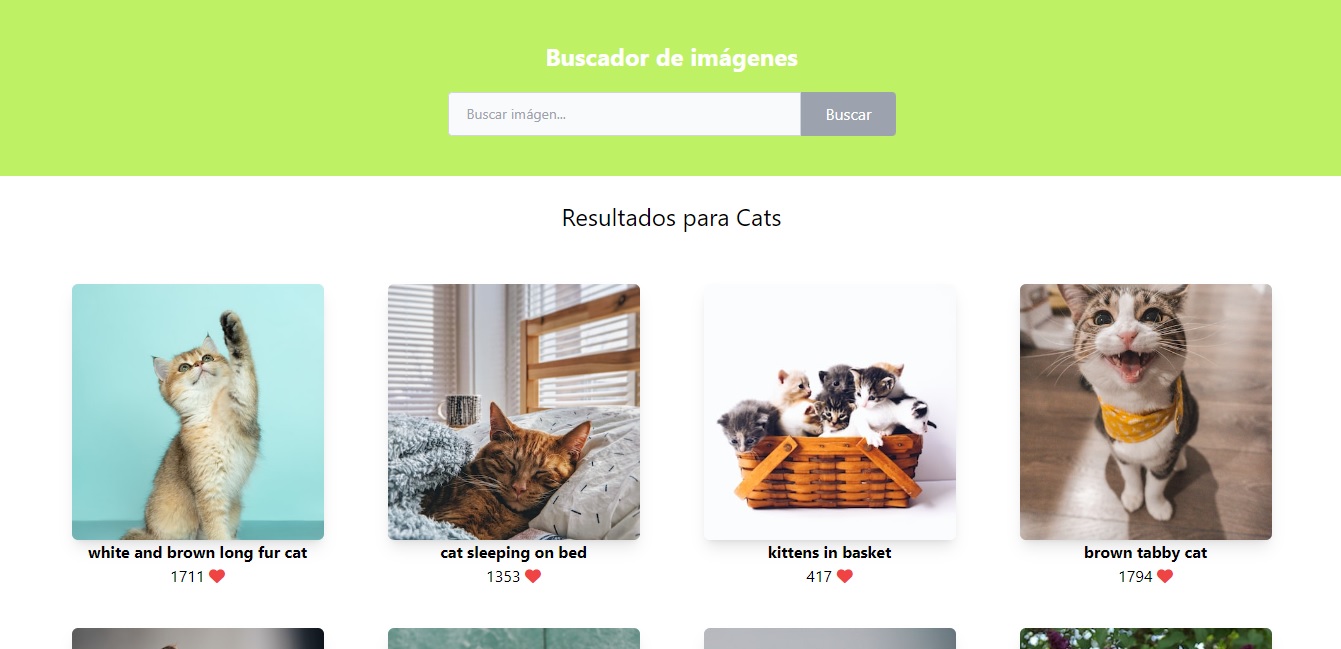 Buscador de imágenes
Buscar imágen...
Buscar
Resultados para Cats
white and brown long fur cat
1711
cat sleeping on bed
1353
kittens in basket
417
brown tabby cat
1794